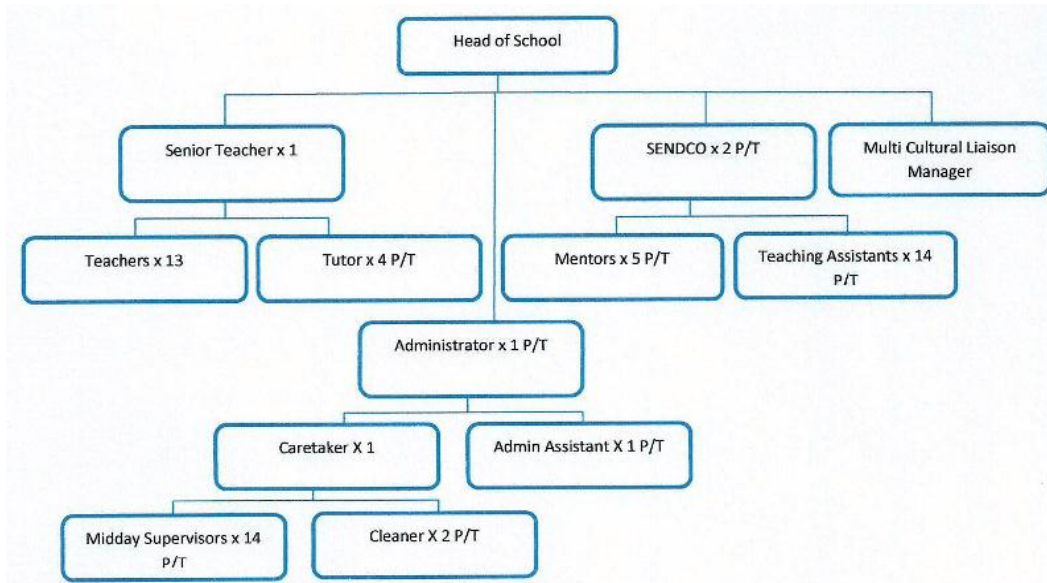 Head of School
Senior Teacher x 1
SENDCO x 2 P/T
Multi Cultural Liaison
Manager
Teachers x 13
Tutor x 4 P/T
Mentors x 5 P/T
Teaching Assistants x 14
P/T
Administrator x 1 P/T
Caretaker X 1
Admin Assistant X 1 P/T
Midday Supervisors x 14
P/T
Cleaner X 2 P/T